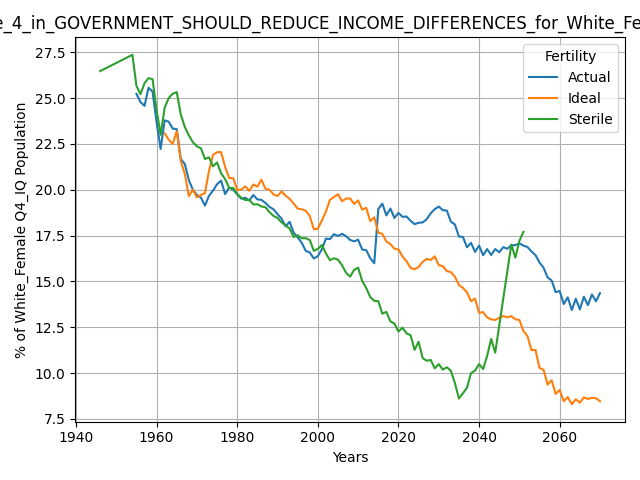 _4_in_GOVERNMENT_SHOULD_REDUCE_INCOME_DIFFERENCES_for_White_Fe
% of White_Female Q4_IQ Population
27.5
25.0
22.5
20.0
17.5
15.0
12.5
10.0
7.5
Fertility
Actual
Ideal
Sterile
1940
1960
1980
2000
2020
2040
2060
Years